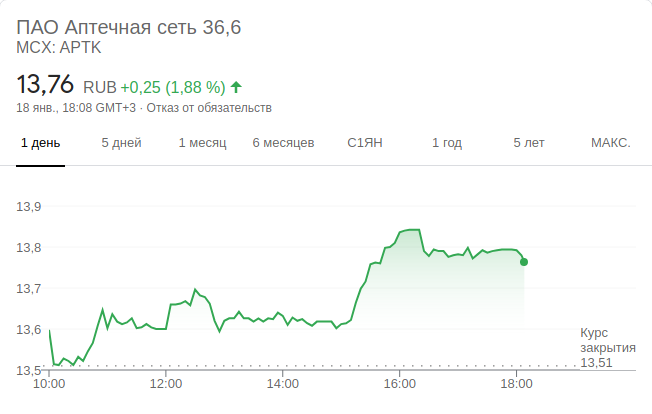 ПАО Аптечная сеть 36,6
MCX: APTK
13,76 RUB +0,25 (1,88 %)
18 янв., 18:08 GMT+3 · Отказ от обязательств
1 день 5 дней 1 месяц 6 месяцев С1ЯН 1 год 5 лет МАКС.
13,9
13,8
13,7
13,6
13,5
Курс
закрытия
13,51
10:00 12:00 14:00 16:00 18:00